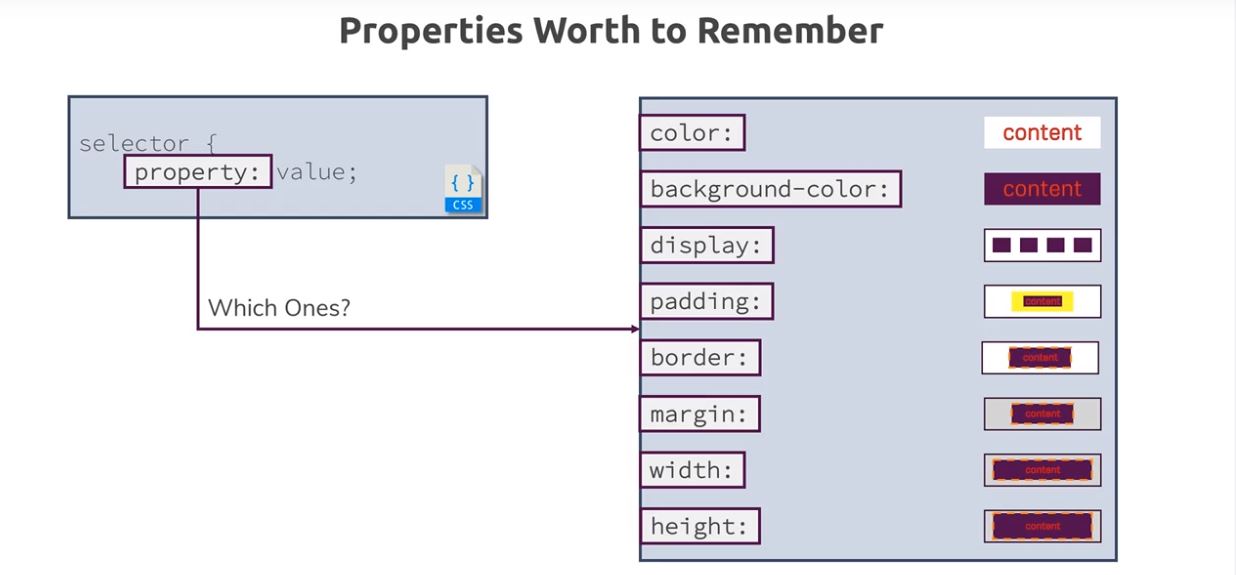 Properties Worth to Remember
selector {
property: value;
{ }
CSS
Which Ones?
color:
content
background-color:
content
display:
padding:
content
border:
content
margin:
content
width:
content
height:
content